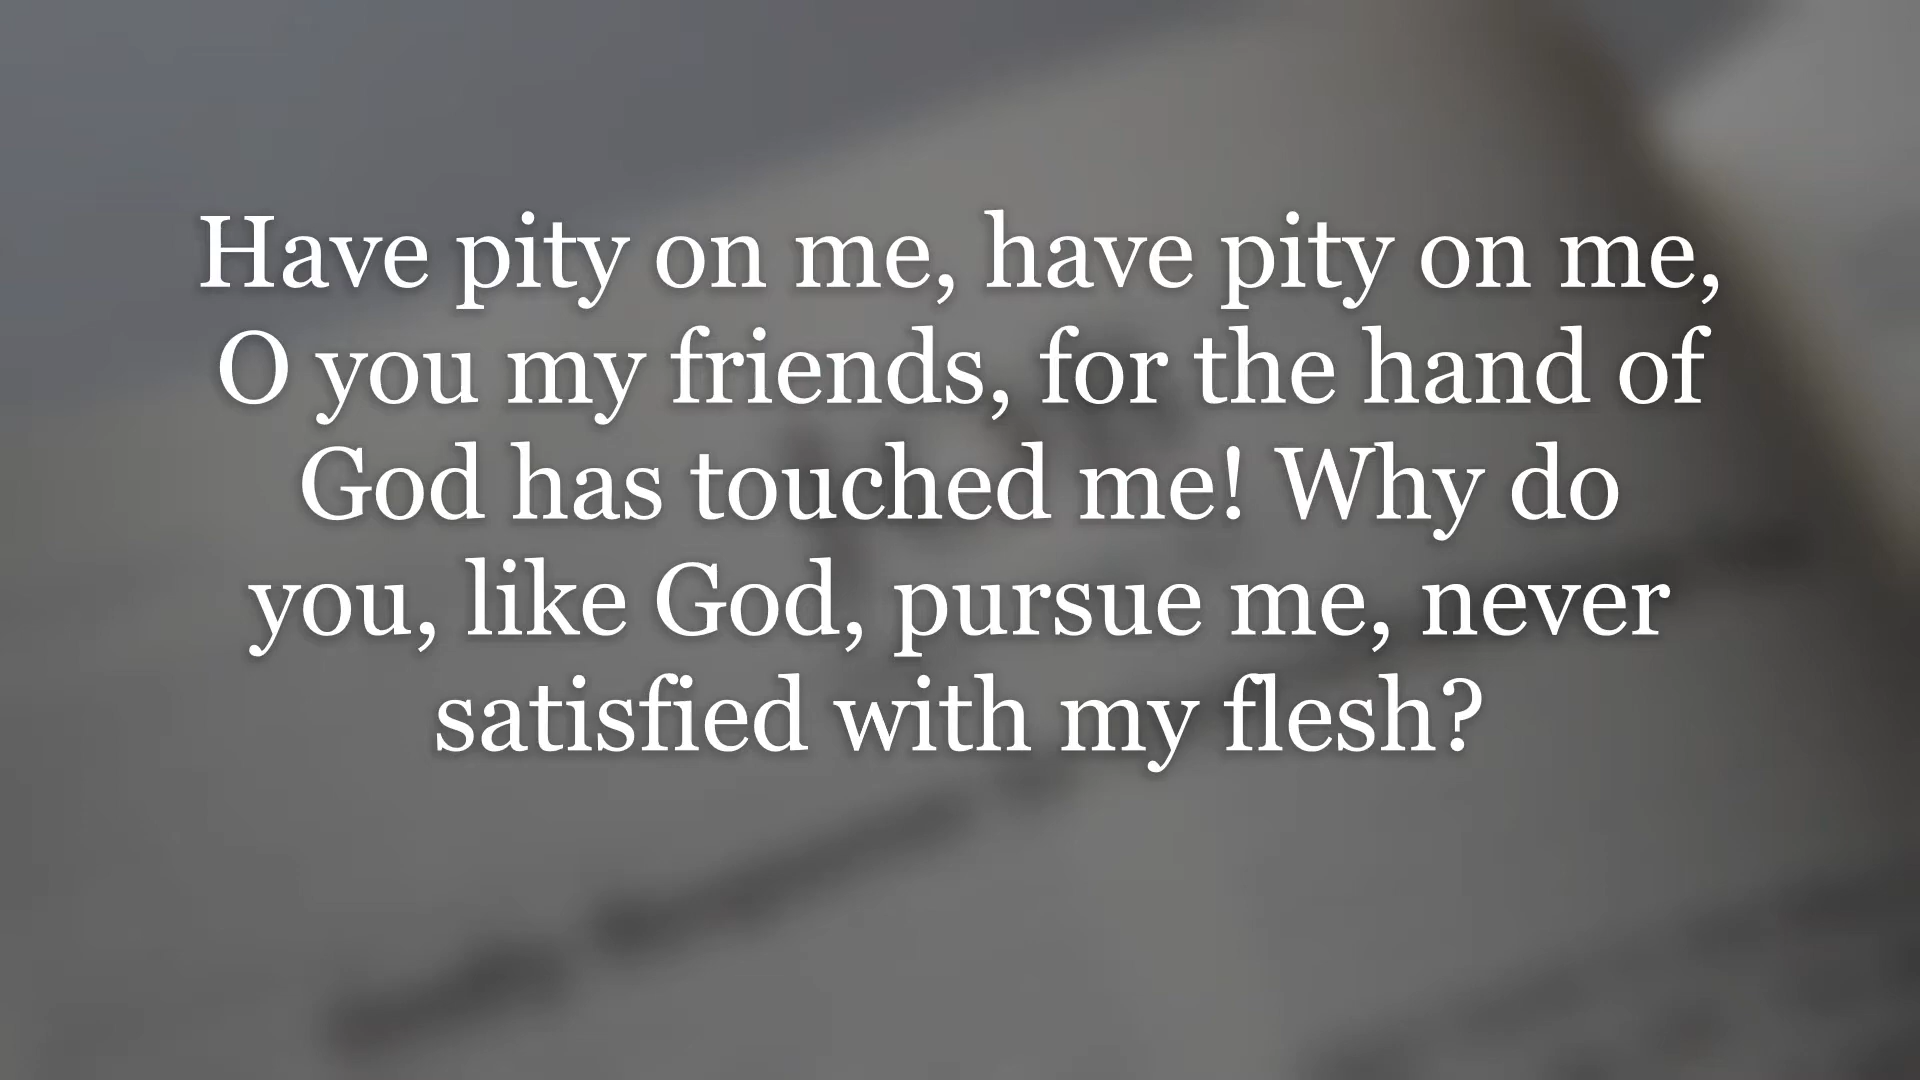 Have pity on me, have pity on me,
O you my friends, for the hand of
God has touched me! Why do
you, like God, pursue me, never
satisfied with my flesh?